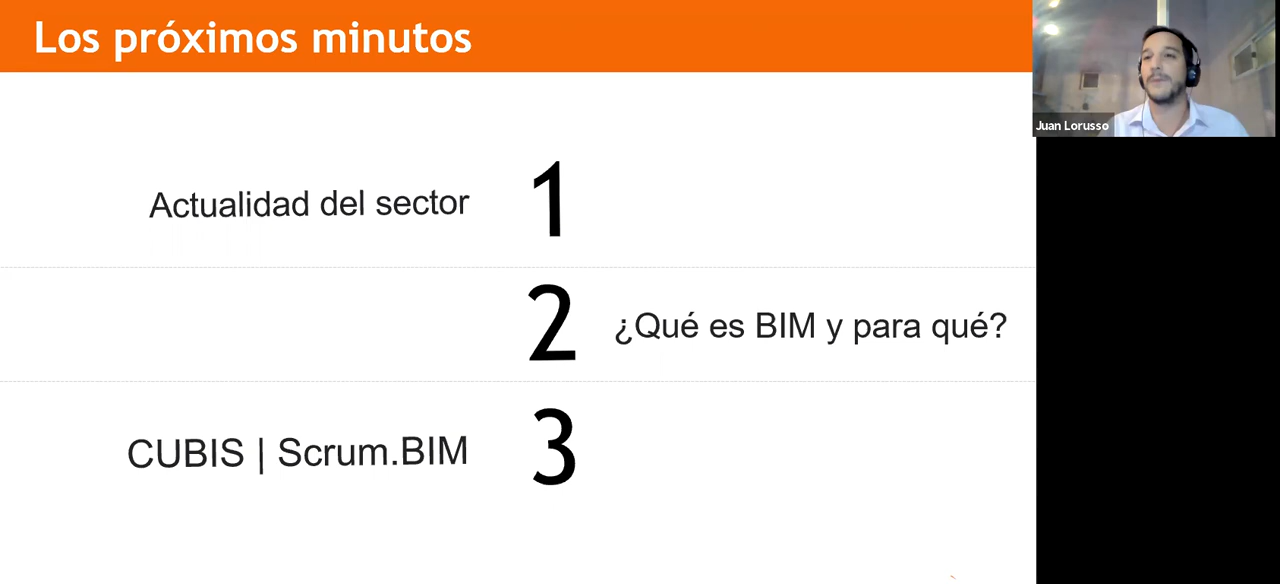 Los próximos minutos
Juan Lorusso
Actualidad del sector 1
2 ¿Qué es BIM y para qué?
CUBIS | Scrum.BIM 3